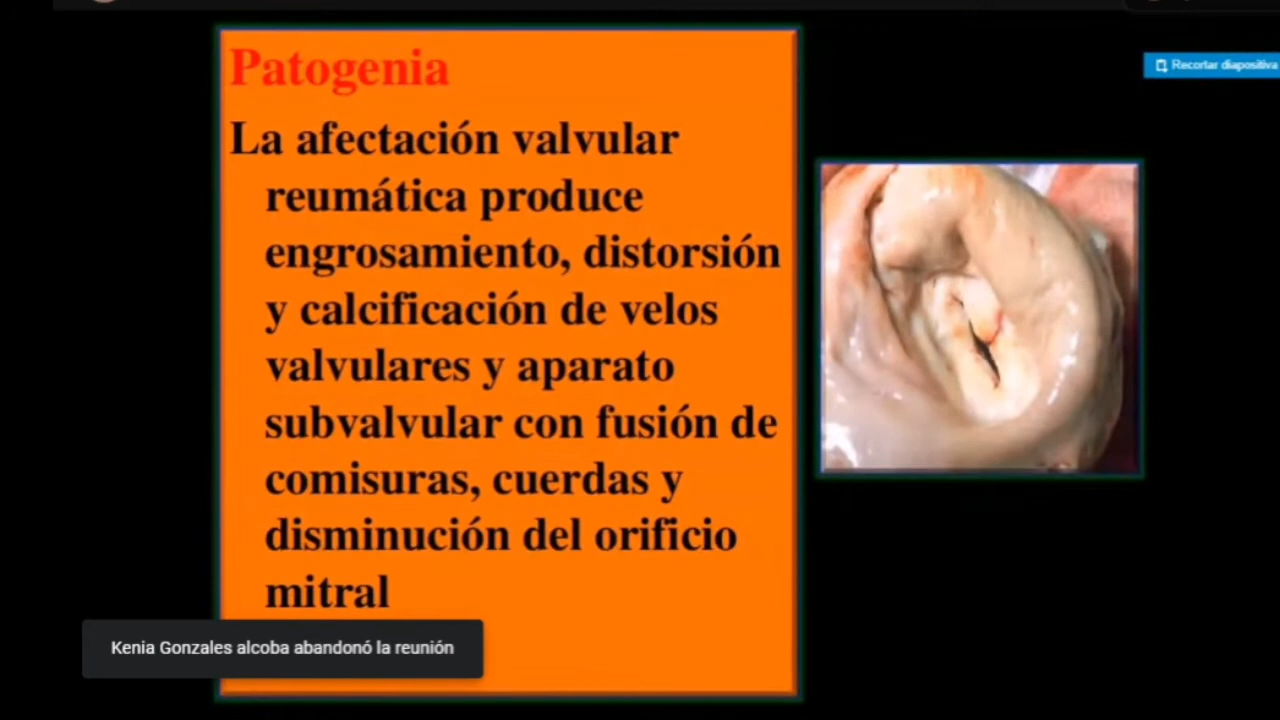 Patogenia
La afectación valvular
reumática produce
engrosamiento, distorsión
y calcificación de velos
valvulares y aparato
subvalvular con fusión de
comisuras, cuerdas y
disminución del orificio
mitral
Recortar diapositiva
Kenia Gonzales alcoba abandonó la reunión